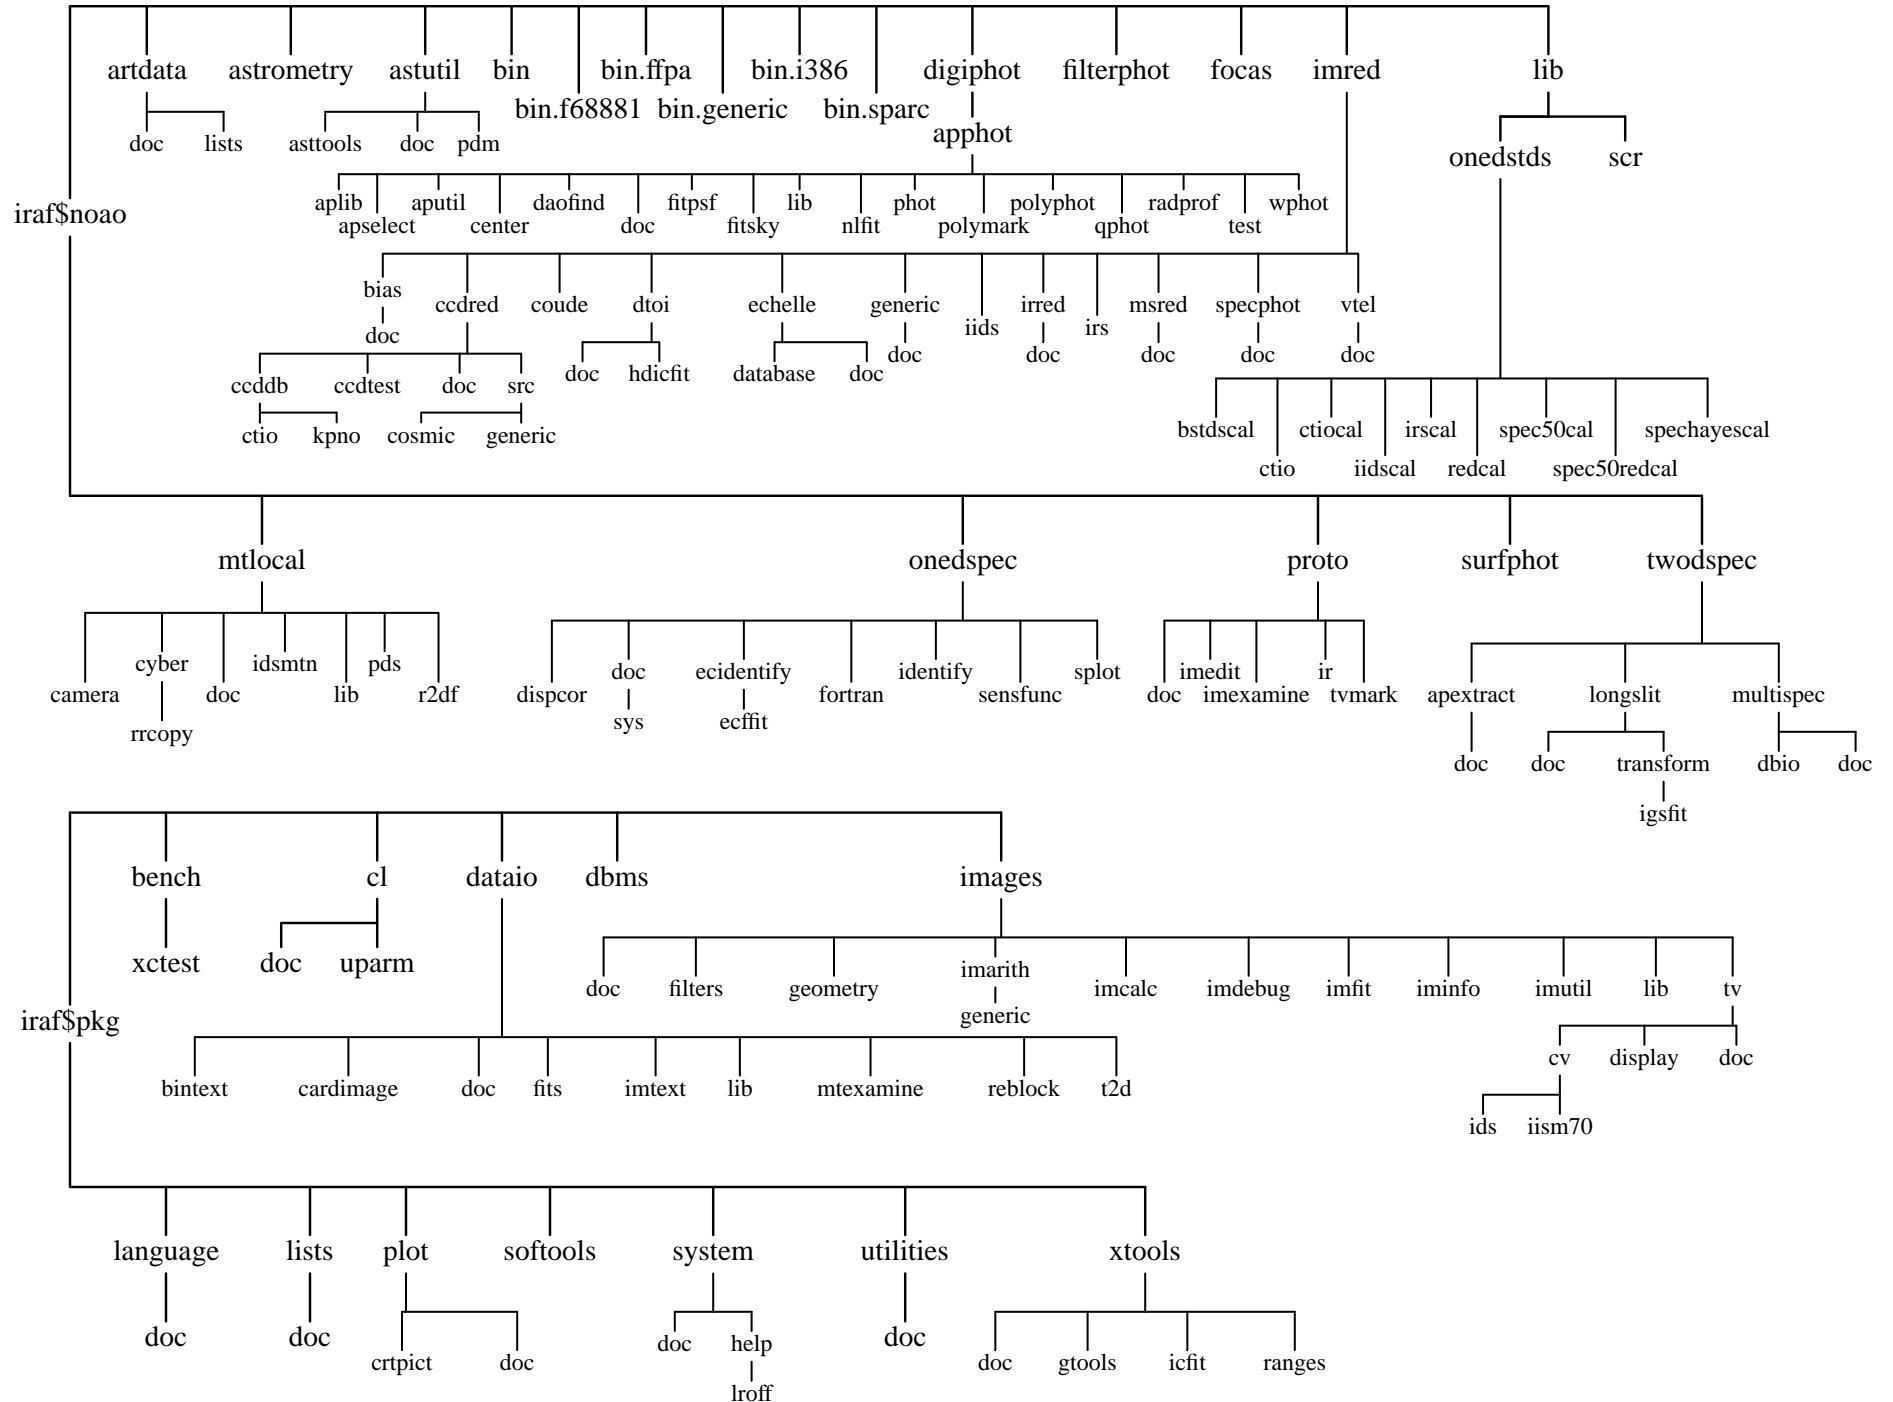 artdata astrometry astutil bin bin.ffpa bin.i386 digiphot filterphot focas imred lib
bin.f68881 bin.generic bin.sparc
apphot
doc lists asttools doc pdm
onedstds scr
iraf$noao
aplib aputil daofind fitpsf lib phot polyphot radprof wphot
apselect center doc fitsky nlfit polymark qphot test
bias
ccdred coude dtoi echelle generic irred msred specphot vtel
iids irs
doc
doc doc doc doc doc
doc hdicfit database doc
ccddb ccdtest doc src
ctio kpno cosmic generic
bstdscal ctiocal irscal spec50cal spechayescal
ctio iidscal redcal spec50redcal
mtlocal onedspec proto surfphot twodspec
cyber idsmtn pds
camera doc lib r2df
rrcopy
doc ecidentify identify splot
dispcor fortran sensfunc
sys ecffit
imedit ir
doc imexamine tvmark
apextract longslit multispec
doc doc transform dbio doc
igsfit
bench cl dataio dbms images
xctest doc uparm
imarith
doc filters geometry imcalc imdebug imfit iminfo imutil lib tv
generic
iraf$pkg
cv display doc
bintext cardimage doc fits imtext lib mtexamine reblock t2d
ids iism70
language lists plot softools system utilities xtools
doc doc doc
doc help
crtpict doc doc gtools icfit ranges
lroff